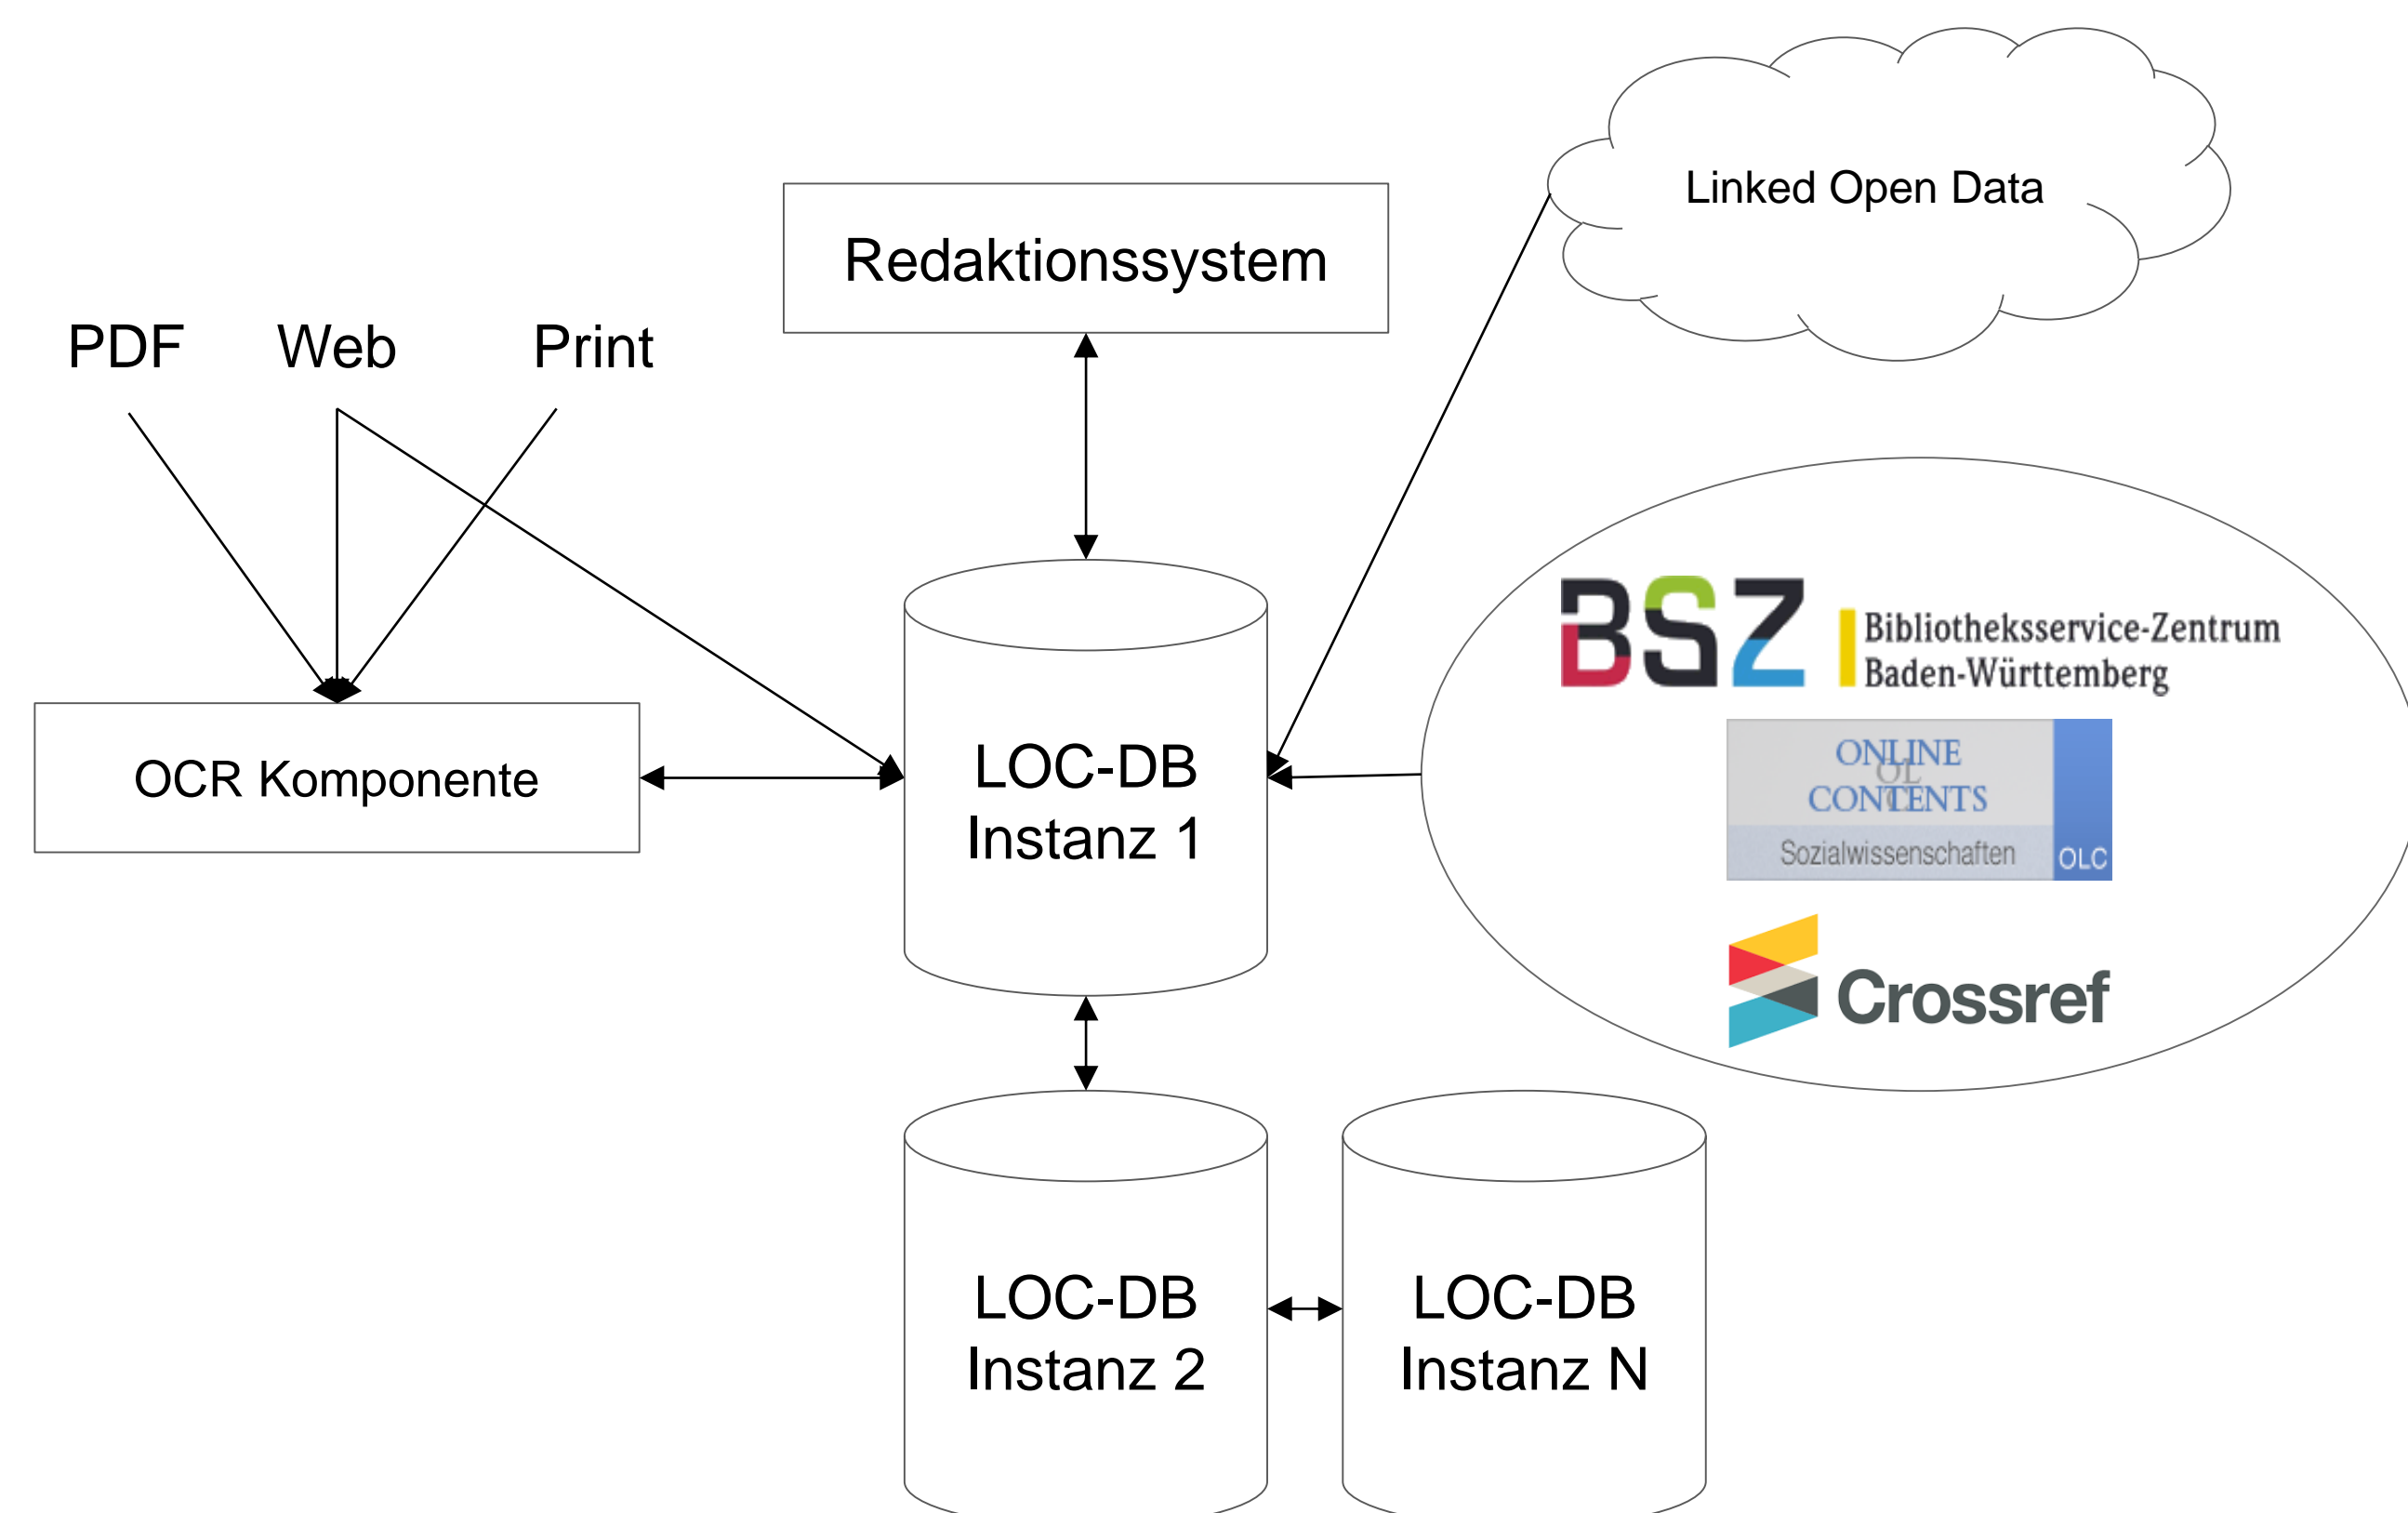 Linked Open Data
Redaktionssystem
PDF
Web
Print
BSZ
Bibliotheksservice-Zentrum
Baden-Württemberg
OCR Komponente
LOC-DB
Instanz 1
ONLINE
CONTENTS
OLC
Sozialwissenschaften
OLC
Crossref
LOC-DB
Instanz 2
LOC-DB
Instanz N